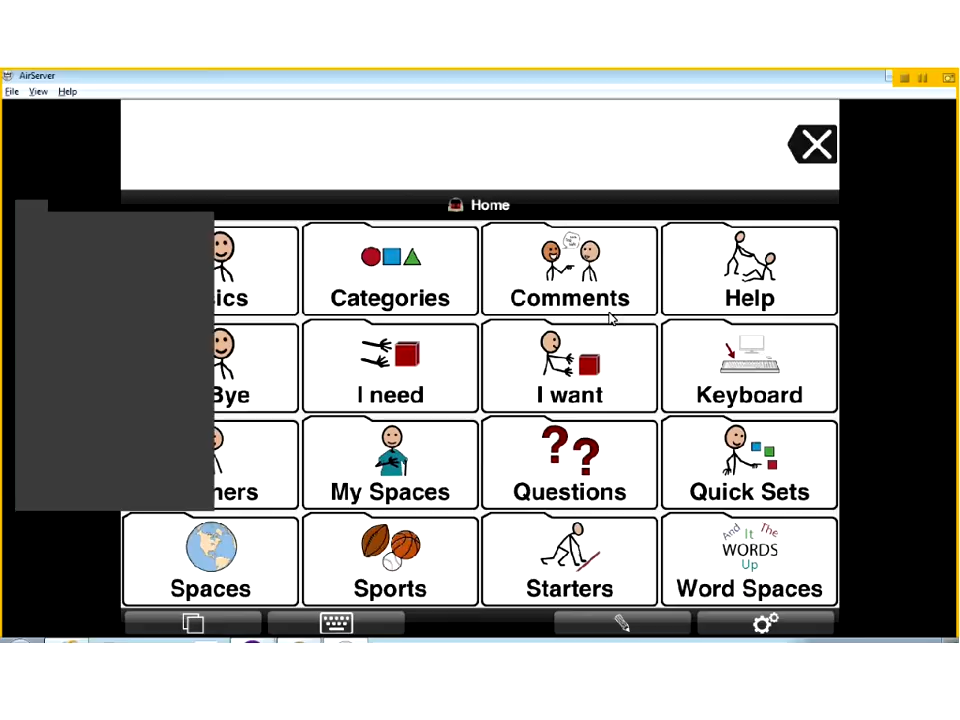 AirServer
File View Help
Home
Categories Comments Help
Bye I need I want Keyboard
My Spaces Questions Quick Sets
And It The
Spaces Sports Starters WORDS
Up
Word Spaces